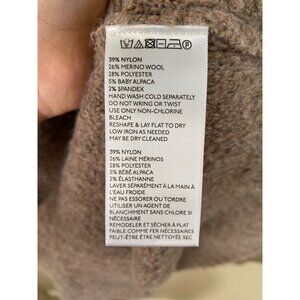 39% NYLON
26% MERINO WOOL
28% POLYESTER
5% BABY ALPACA
2% SPANDEX
HAND WASH COLD SEPARATELY
DO NOT WRING OR TWIST
USE ONLY NON-CHLORINE
BLEACH
RESHAPE & LAY FLAT TO DRY
LOW IRON AS NEEDED
MAY BE DRY CLEANED
39% NYLON
26% LAINE MÉRINOS
28% POLYESTER
5% BÉBÉ ALPAGA
2% ÉLASTHANNE
LAVER SÉPARÉMENT À LA MAIN À
L'EAU FROIDE
NE PAS ESSORER OU TORDRE
UTILISER UN AGENT DE
BLANCHIMENT SANS CHLORE SI
NÉCESSAIRE
REMODELER ET SÉCHER À PLAT
FAIBLE COMME FER NÉCESSAIRES
PEUT-ÊTRE ÊTRE NETTOYÉE SEC